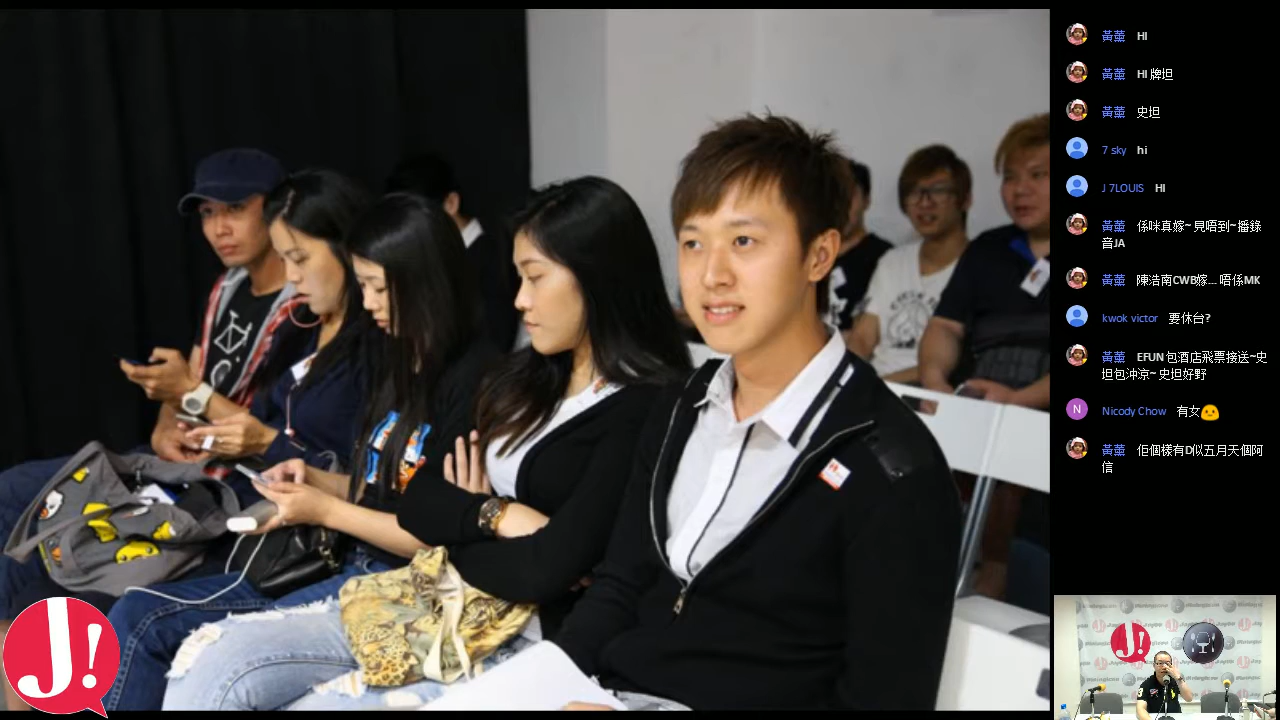 黃薑 HI
黃薑 HI 牌坦
黃薑 史坦
7 sky hi
J 7LOUIS HI
黃薑 係咪真嫁~ 見唔到~ 播錄
音JA
黃薑 陳浩南CWB嫁... 唔係MK
kwok victor 要休台?
黃薑 EFUN包酒店飛票接送~史
坦包沖涼~ 史坦好野
Nicody Chow 有女
黃薑 佢個樣有D似五月天個阿
信
J!
J!